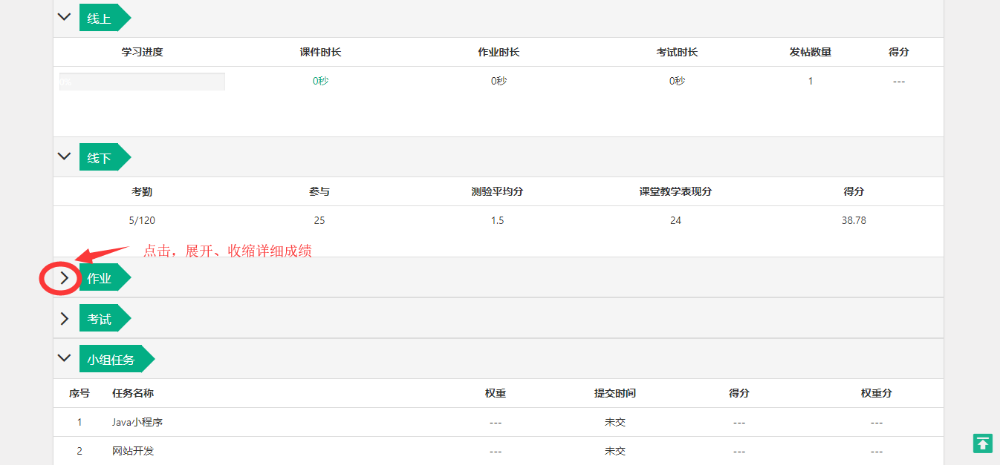 线上
学习进度 课件时长 作业时长 考试时长 发帖数量 得分
0% 0秒 0秒 0秒 1 ---
线下
考勤 参与 测验平均分 课堂教学表现分 得分
5/120 25 1.5 24 38.78
点击，展开、收缩详细成绩
作业
考试
小组任务
序号 任务名称 权重 提交时间 得分 权重分
1 Java小程序 --- 未交 --- ---
2 网站开发 --- 未交 --- ---